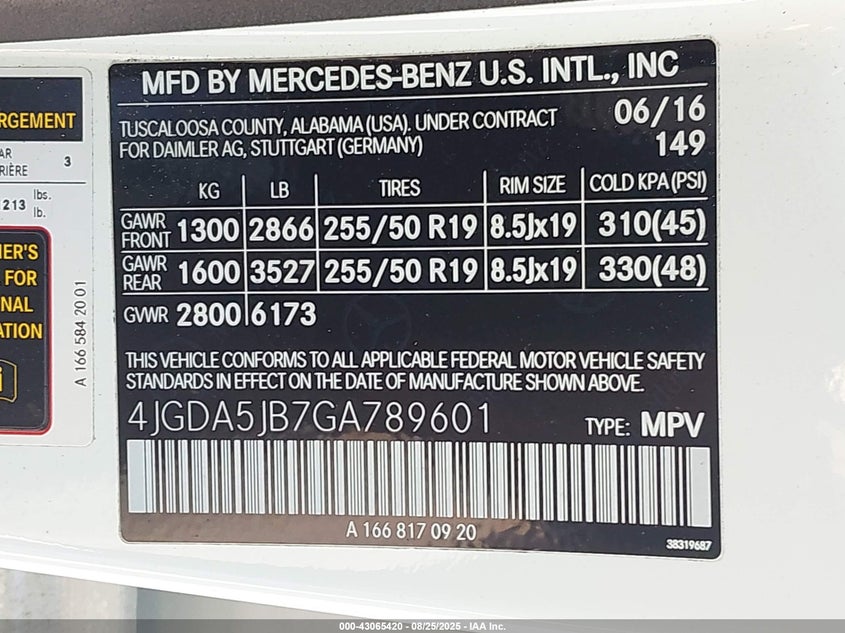 RGEMENT
AR
RIÈRE
3
213
lbs.
lb.
ER'S
FOR
NAL
ATION
A 166 584 20 01
MFD BY MERCEDES-BENZ U.S. INTL., INC
TUSCALOOSA COUNTY, ALABAMA (USA). UNDER CONTRACT
FOR DAIMLER AG, STUTTGART (GERMANY)
06/16
149
KG LB TIRES RIM SIZE COLD KPA (PSI)
GAWR FRONT 1300 2866 255/50 R19 8.5Jx19 310(45)
GAWR REAR 1600 3527 255/50 R19 8.5Jx19 330(48)
GVWR 2800 6173
THIS VEHICLE CONFORMS TO ALL APPLICABLE FEDERAL MOTOR VEHICLE SAFETY
STANDARDS IN EFFECT ON THE DATE OF MANUFACTURE SHOWN ABOVE.
4JGDA5JB7GA789601 TYPE: MPV
A 166 817 09 20
38319687
000-43065420 - 08/25/2025 - IAA Inc.